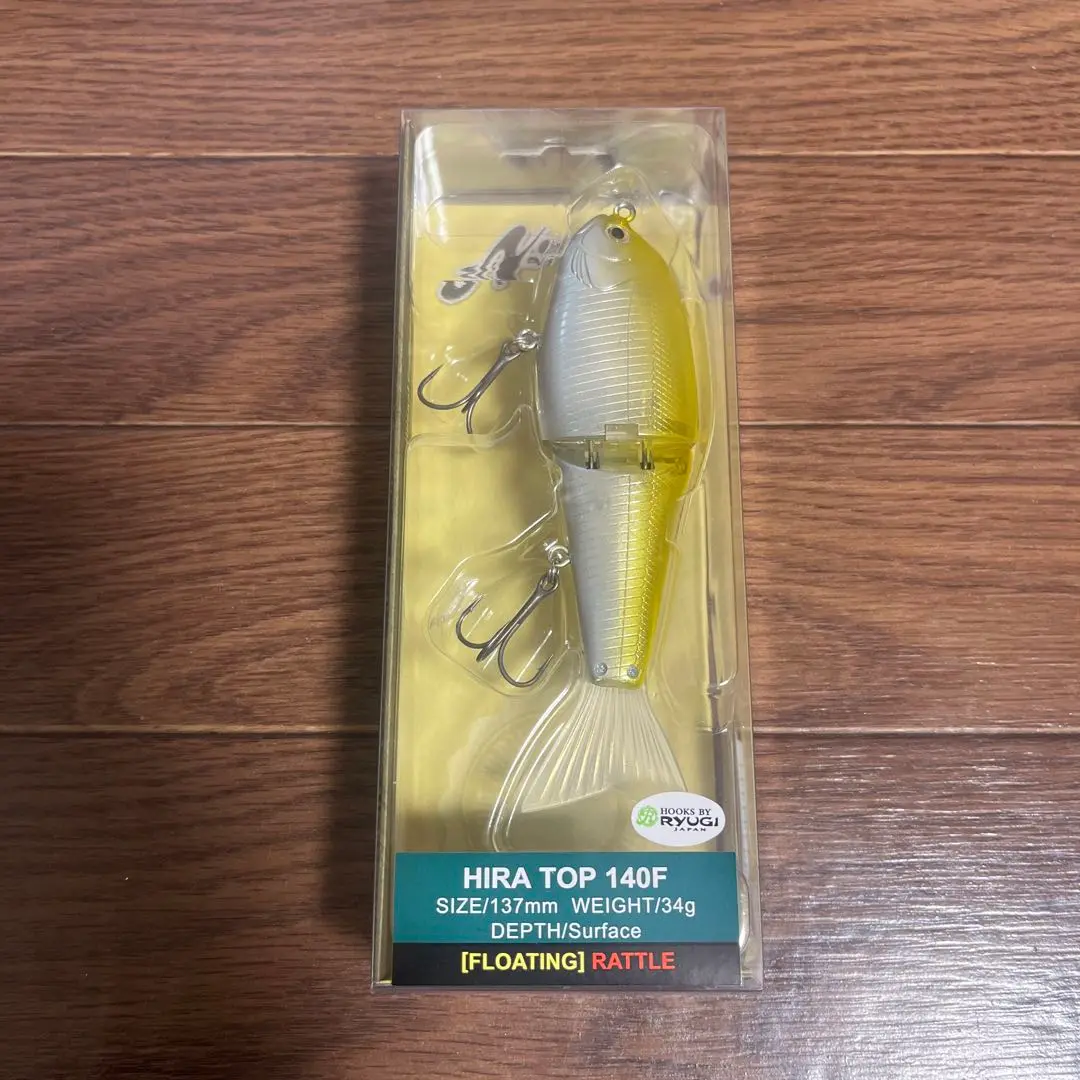 HOOKS BY
RYUGI
JAPAN
HIRA TOP 140F
SIZE/137mm WEIGHT/34g
DEPTH/Surface
[FLOATING] RATTLE